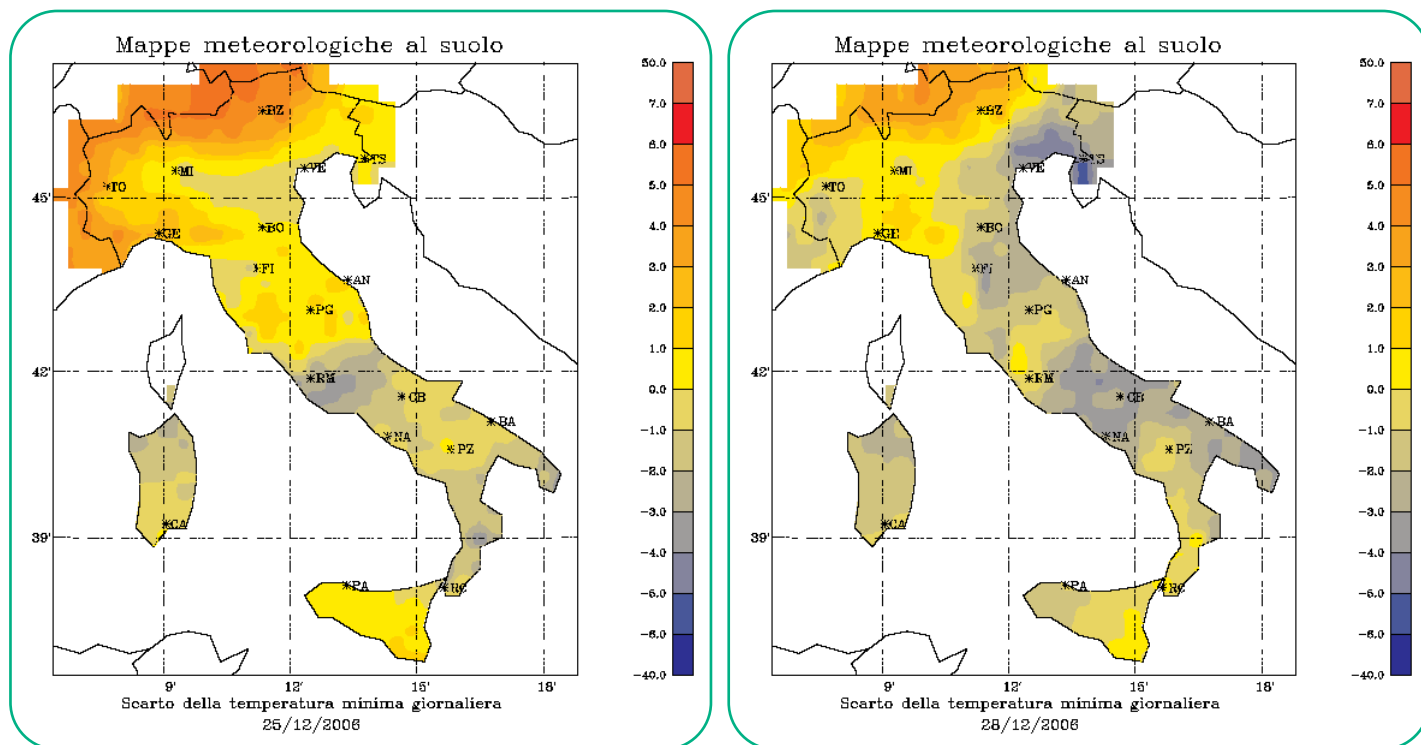 Mappe meteorologiche al suolo
50.0
7.0
6.0
5.0
4.0
3.0
2.0
1.0
0.0
-1.0
-2.0
-3.0
-4.0
-5.0
-6.0
-40.0
45'
42'
39'
9'
12'
15'
18'
*BZ
*MI
*VE
*TS
*TO
*GE
*BO
*FI
*AN
*PG
*RM
*CB
*BA
*NA
*PZ
*CA
*PA
*RC
Scarto della temperatura minima giornaliera
25/12/2006
Mappe meteorologiche al suolo
50.0
7.0
6.0
5.0
4.0
3.0
2.0
1.0
0.0
-1.0
-2.0
-3.0
-4.0
-5.0
-6.0
-40.0
45'
42'
39'
9'
12'
15'
18'
*BZ
*MI
*VE
*TS
*TO
*GE
*BO
*FI
*AN
*PG
*RM
*CB
*BA
*NA
*PZ
*CA
*PA
*RC
Scarto della temperatura minima giornaliera
28/12/2006